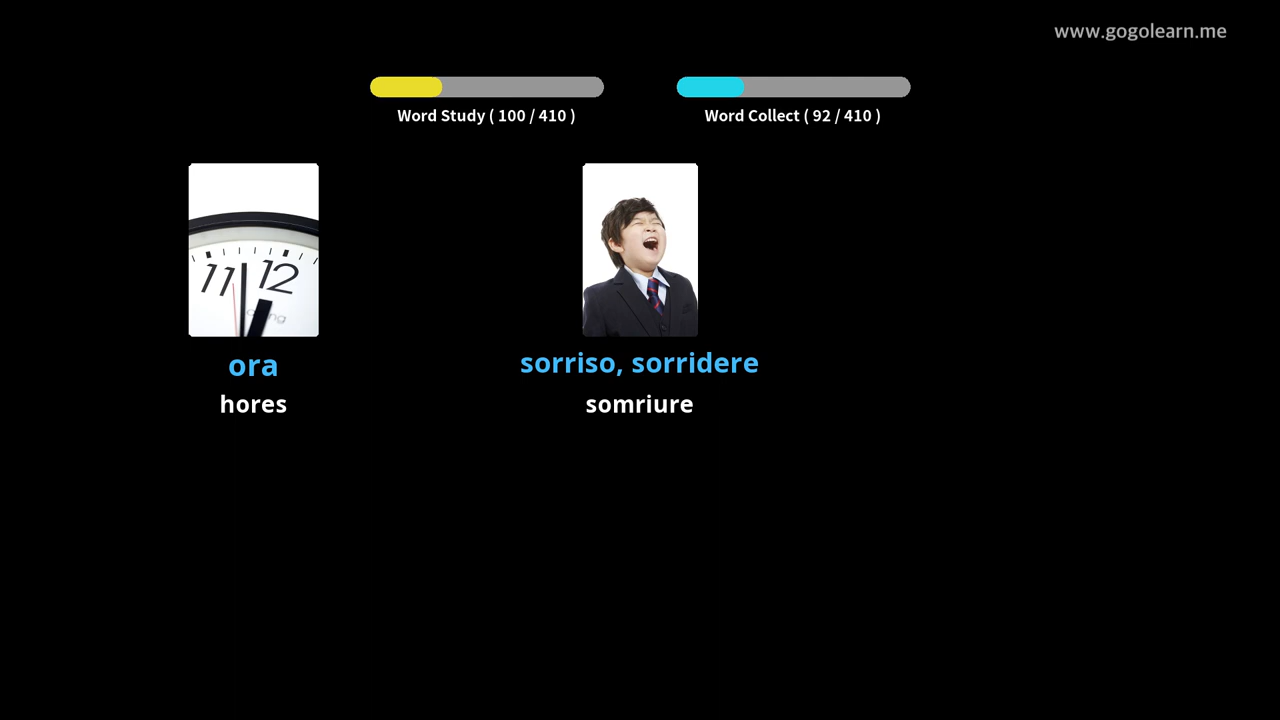 www.gogolearn.me
Word Study ( 100 / 410 )
Word Collect ( 92 / 410 )
11 12
ora
hores
sorriso, sorridere
somriure